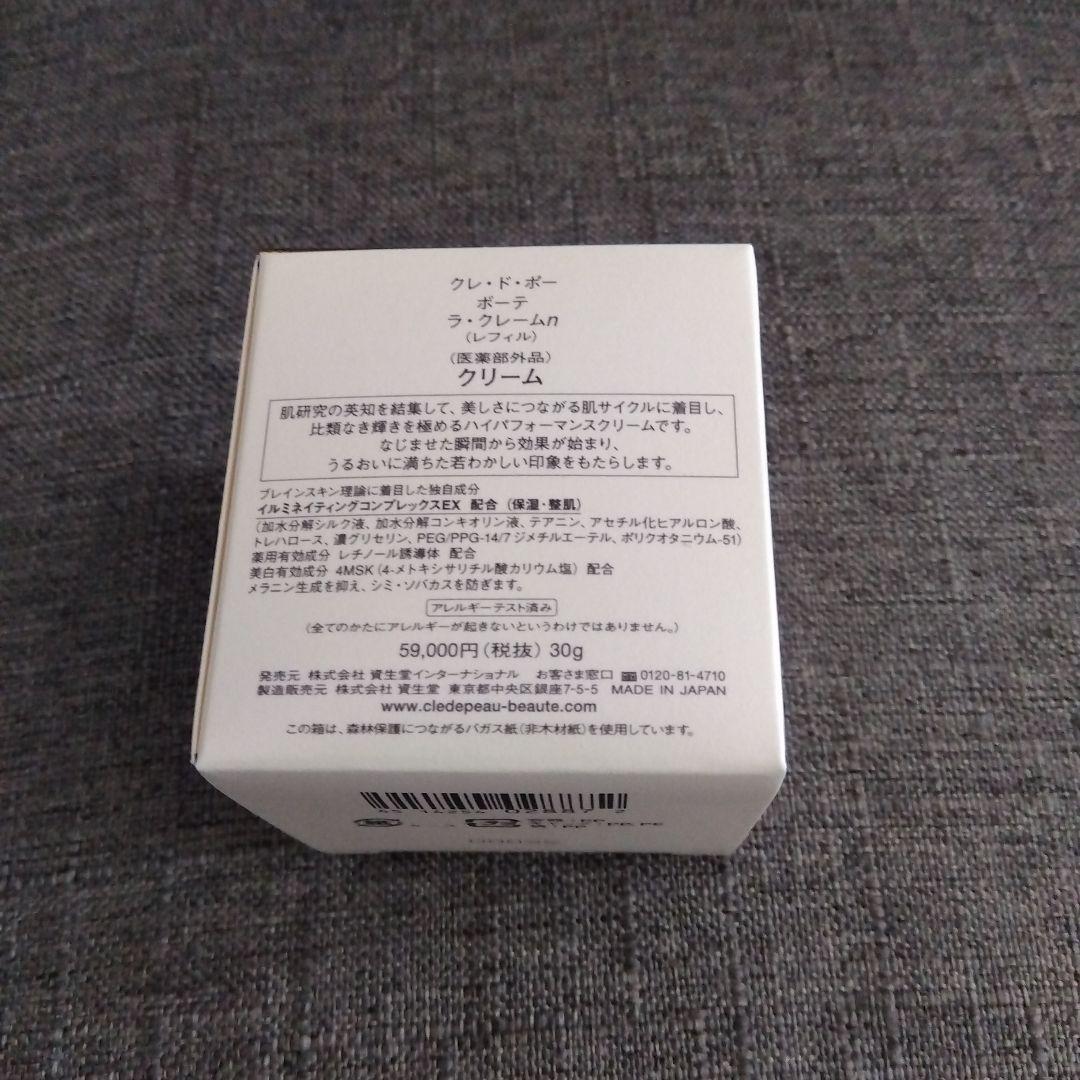 クレ・ド・ポー
ボーテ
ラ・クレームn
（レフィル）
（医薬部外品）
クリーム
肌研究の英知を結集して、美しさにつながる肌サイクルに着目し、
比類なき輝きを極めるハイパフォーマンスクリームです。
なじませた瞬間から効果が始まり、
うるおいに満ちた若わかしい印象をもたらします。
ブレインスキン理論に着目した独自成分
イルミネイティングコンプレックスEX 配合（保湿・整肌）
（加水分解シルク液、加水分解コンキオリン液、テアニン、アセチル化ヒアルロン酸、
トレハロース、濃グリセリン、PEG/PPG-14/7ジメチルエーテル、ポリクオタニウム-51）
薬用有効成分 レチノール誘導体 配合
美白有効成分 4MSK（4-メトキシサリチル酸カリウム塩）配合
メラニン生成を抑え、シミ・ソバカスを防ぎます。
アレルギーテスト済み
（全てのかたにアレルギーが起きないというわけではありません。）
59,000円（税抜）30g
発売元 株式会社 資生堂インターナショナル お客さま窓口 0120-81-4710
製造販売元 株式会社 資生堂 東京都中央区銀座7-5-5 MADE IN JAPAN
www.cledepeau-beaute.com
この箱は、森林保護につながるバガス紙（非木材紙）を使用しています。